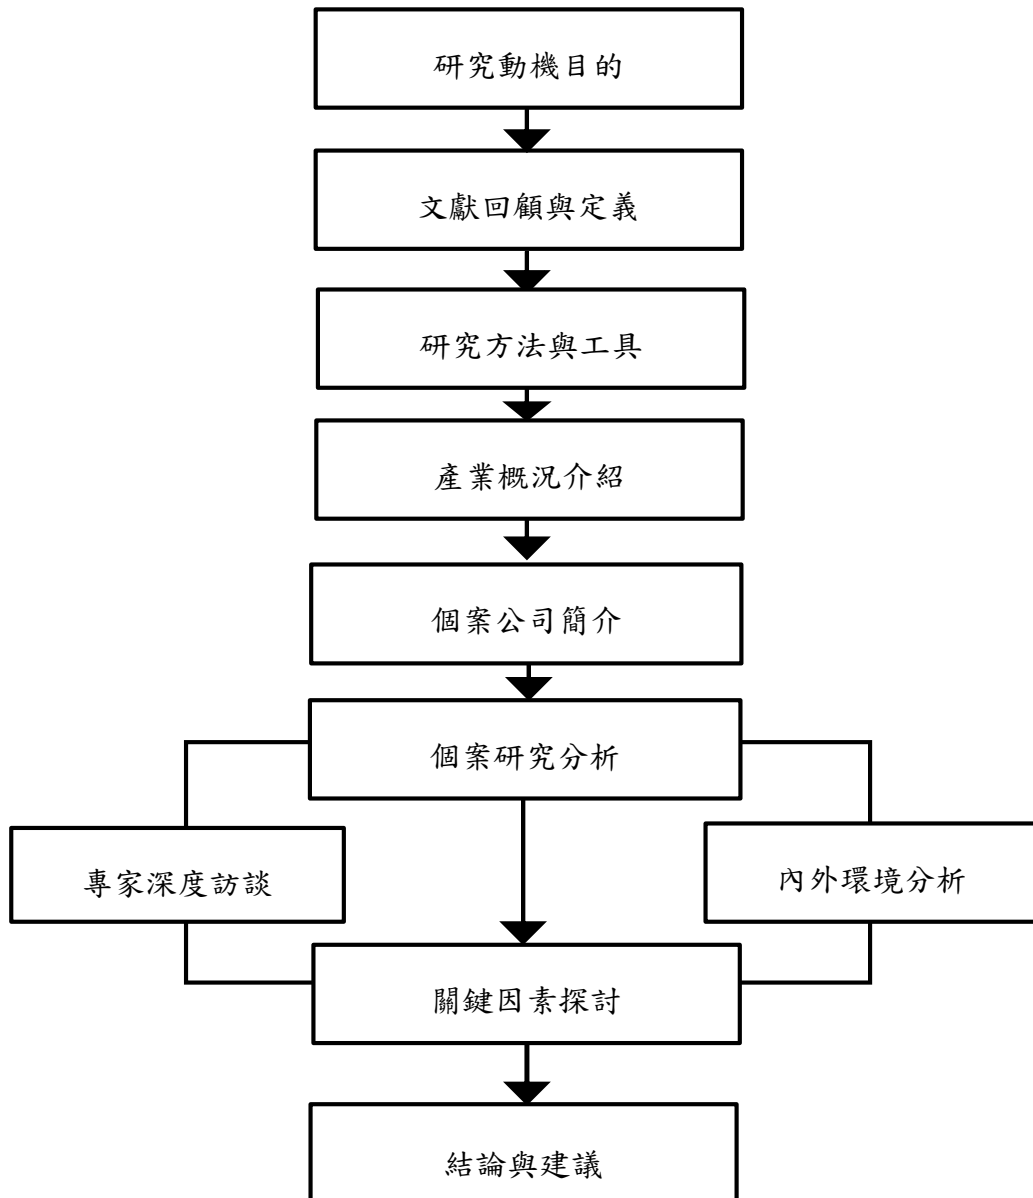 研究動機目的
文獻回顧與定義
研究方法與工具
產業概況介紹
個案公司簡介
個案研究分析
專家深度訪談
內外環境分析
關鍵因素探討
結論與建議